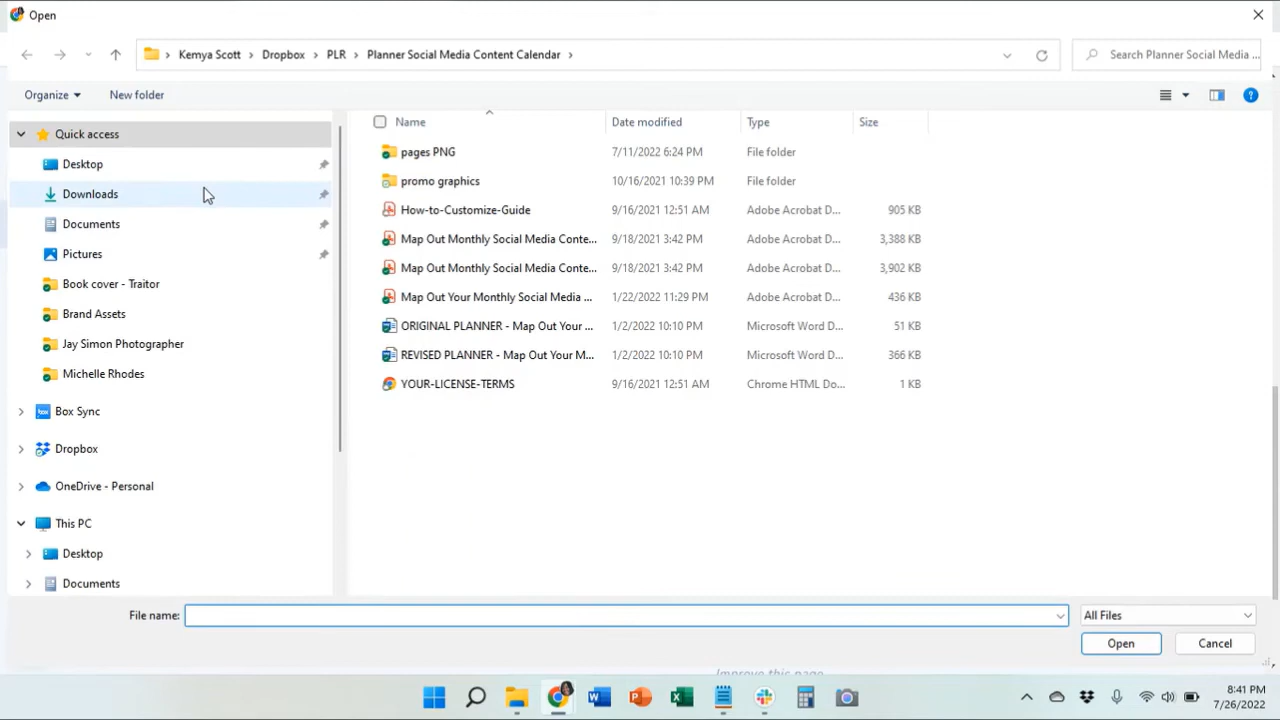 Open
Kemya Scott > Dropbox > PLR > Planner Social Media Content Calendar >
Search Planner Social Media ...
Organize
New folder
Name
Date modified
Type
Size
Quick access
Desktop
Downloads
Documents
Pictures
Book cover - Traitor
Brand Assets
Jay Simon Photographer
Michelle Rhodes
Box Sync
Dropbox
OneDrive - Personal
This PC
Desktop
Documents
pages PNG 7/11/2022 6:24 PM File folder
promo graphics 10/16/2021 10:39 PM File folder
How-to-Customize-Guide 9/16/2021 12:51 AM Adobe Acrobat D... 905 KB
Map Out Monthly Social Media Conte... 9/18/2021 3:42 PM Adobe Acrobat D... 3,388 KB
Map Out Monthly Social Media Conte... 9/18/2021 3:42 PM Adobe Acrobat D... 3,902 KB
Map Out Your Monthly Social Media ... 1/22/2022 11:29 PM Adobe Acrobat D... 436 KB
ORIGINAL PLANNER - Map Out Your ... 1/2/2022 10:10 PM Microsoft Word D... 51 KB
REVISED PLANNER - Map Out Your M... 1/2/2022 10:10 PM Microsoft Word D... 366 KB
YOUR-LICENSE-TERMS 9/16/2021 12:51 AM Chrome HTML Do... 1 KB
File name:
All Files
Open
Cancel
Improve this page
8:41 PM
7/26/2022